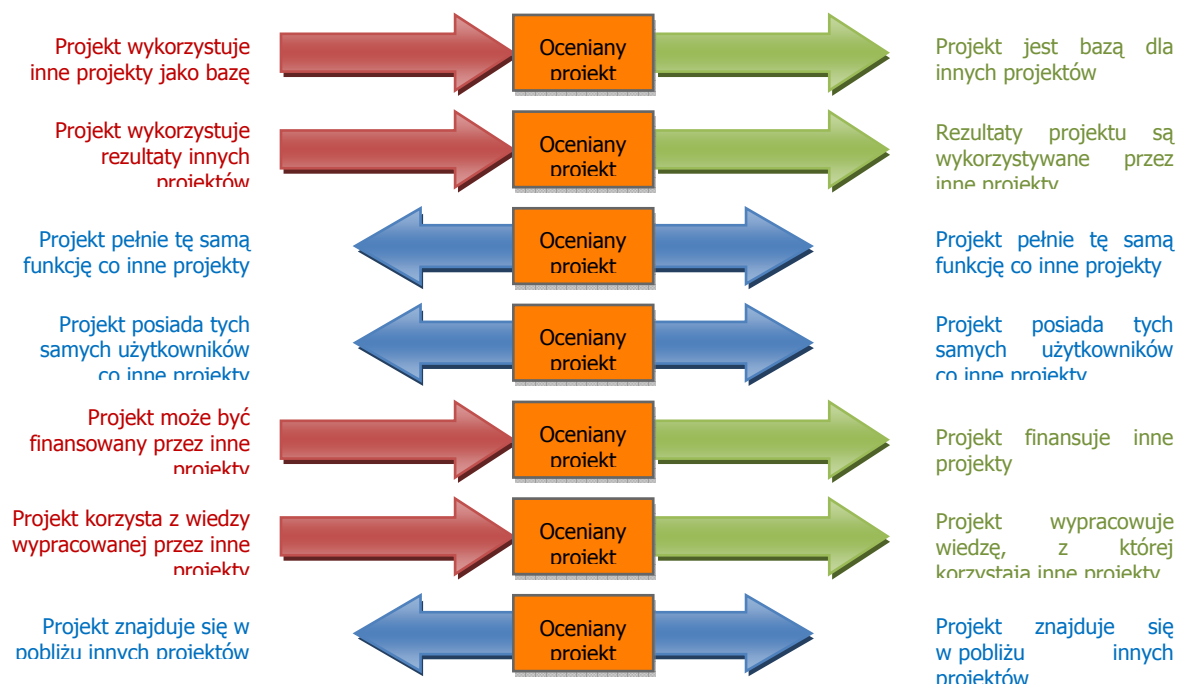 Projekt wykorzystuje
inne projekty jako bazę
Oceniany
projekt
Projekt jest bazą dla
innych projektów
Projekt wykorzystuje
rezultaty innych
projektów
Oceniany
projekt
Rezultaty projektu są
wykorzystywane przez
inne projekty
Projekt pełnie tę samą
funkcję co inne projekty
Oceniany
projekt
Projekt pełnie tę samą
funkcję co inne projekty
Projekt posiada tych
samych użytkowników
co inne projekty
Oceniany
projekt
Projekt posiada tych
samych użytkowników
co inne projekty
Projekt może być
finansowany przez inne
projekty
Oceniany
projekt
Projekt finansuje inne
projekty
Projekt korzysta z wiedzy
wypracowanej przez inne
projekty
Oceniany
projekt
Projekt wypracowuje
wiedzę, z której
korzystają inne projekty
Projekt znajduje się w
pobliżu innych projektów
Oceniany
projekt
Projekt znajduje się
w pobliżu innych
projektów